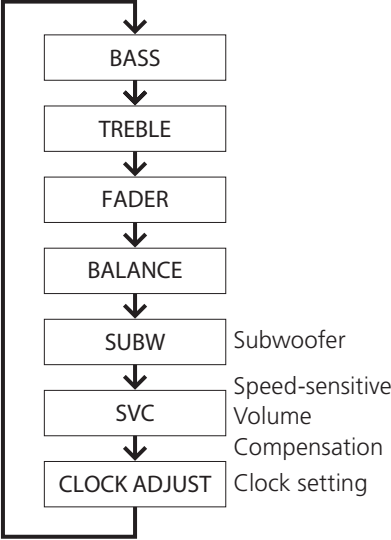 BASS
TREBLE
FADER
BALANCE
SUBW
Subwoofer
SVC
Speed-sensitive
Volume
Compensation
CLOCK ADJUST
Clock setting